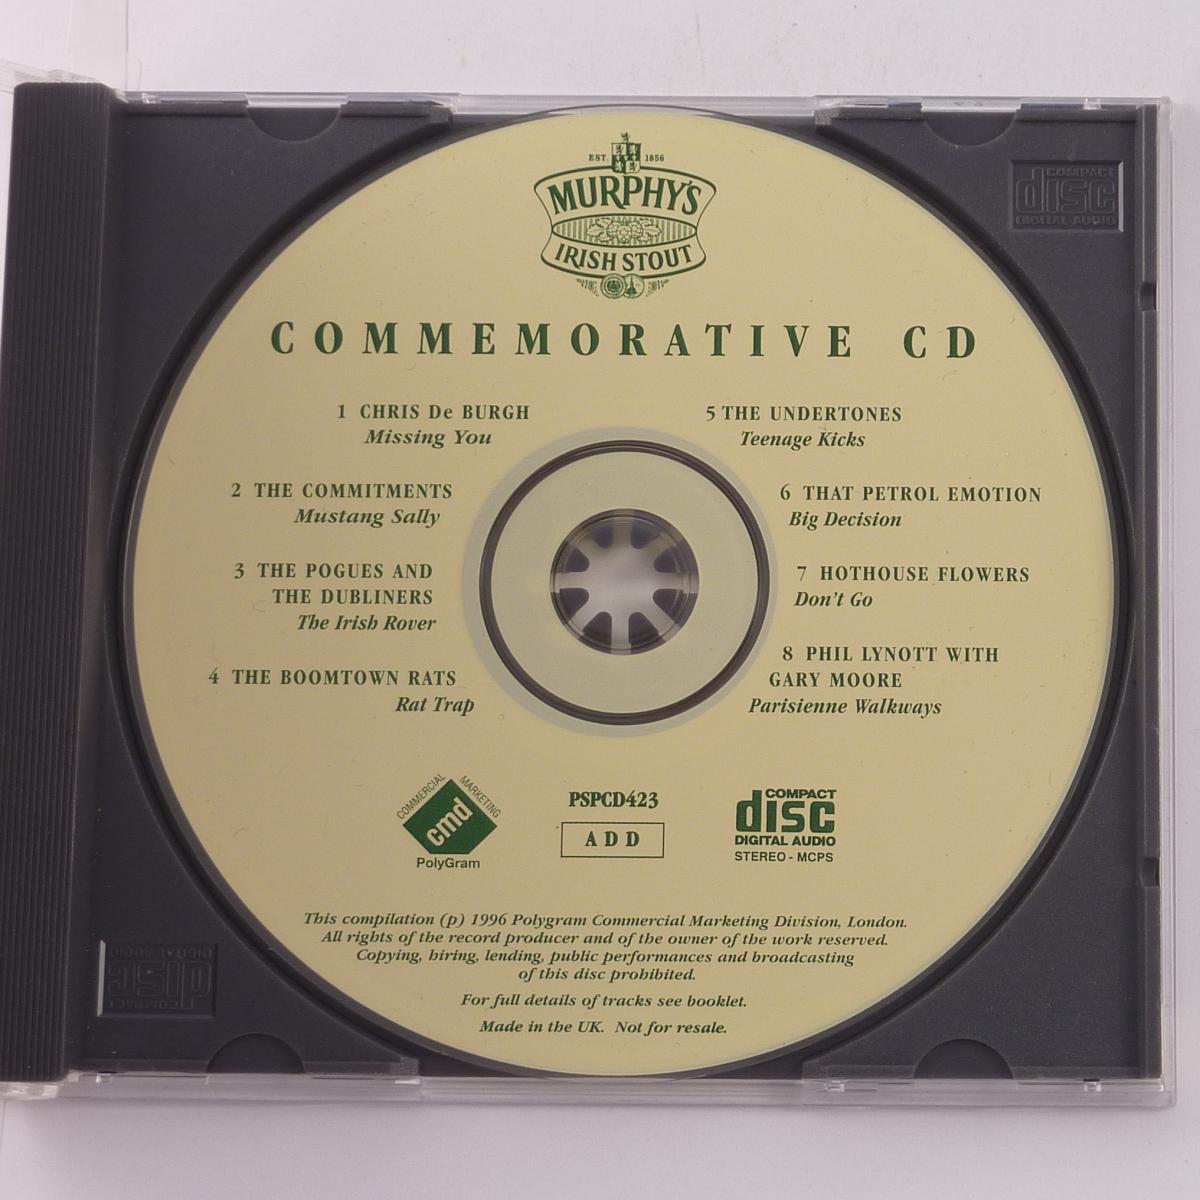 EST. 1856
MURPHY'S
IRISH STOUT
COMMEMORATIVE CD
1 CHRIS De BURGH
Missing You
2 THE COMMITMENTS
Mustang Sally
3 THE POGUES AND
THE DUBLINERS
The Irish Rover
4 THE BOOMTOWN RATS
Rat Trap
5 THE UNDERTONES
Teenage Kicks
6 THAT PETROL EMOTION
Big Decision
7 HOTHOUSE FLOWERS
Don't Go
8 PHIL LYNOTT WITH
GARY MOORE
Parisienne Walkways
COMMERCIAL MARKETING
cmd
PolyGram
PSPCD423
ADD
COMPACT
disc
DIGITAL AUDIO
STEREO - MCPS
This compilation (p) 1996 Polygram Commercial Marketing Division, London.
All rights of the record producer and of the owner of the work reserved.
Copying, hiring, lending, public performances and broadcasting
of this disc prohibited.
For full details of tracks see booklet.
Made in the UK. Not for resale.
COMPACT
disc
DIGITAL AUDIO
COMPACT
disc
DIGITAL AUDIO